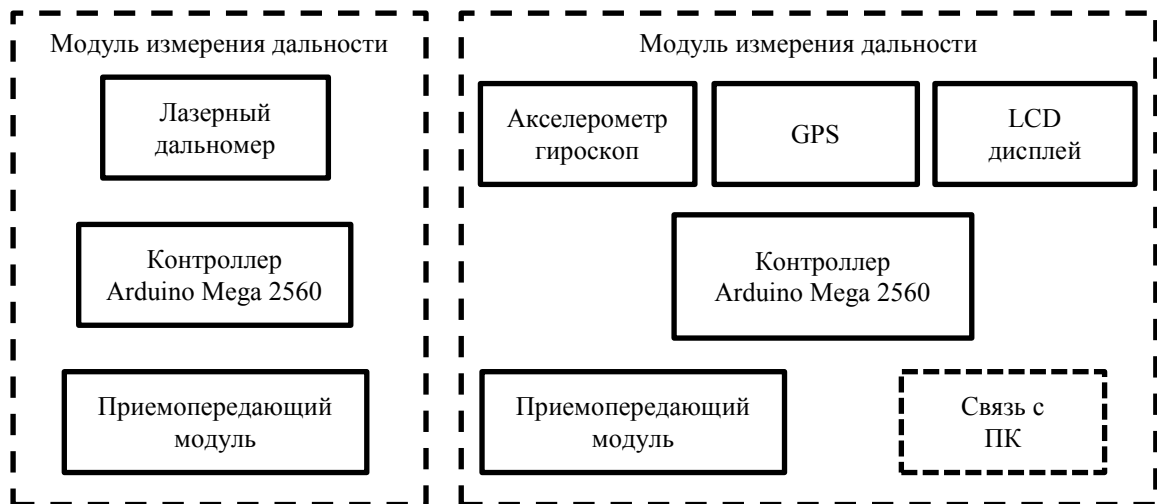 Модуль измерения дальности
Лазерный
дальномер
Контроллер
Arduino Mega 2560
Приемопередающий
модуль
Модуль измерения дальности
Акселерометр
гироскоп
GPS
LCD
дисплей
Контроллер
Arduino Mega 2560
Приемопередающий
модуль
Связь с
ПК